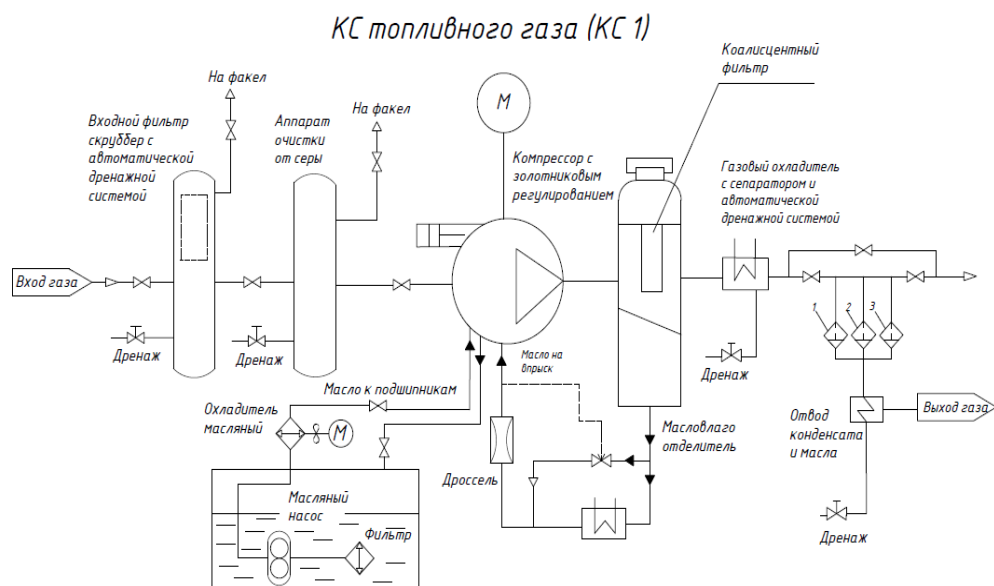 КС топливного газа (КС 1)
На факел
Входной фильтр
скруббер с
автоматической
дренажной
системой
На факел
Аппарат
очистки
от серы
М
Компрессор с
золотниковым
регулированием
Коалисцентный
фильтр
Газовый охладитель
с сепаратором и
автоматической
дренажной системой
Вход газа
Дренаж
Дренаж
Масло на
впрыск
Дренаж
1
2
3
Масло к подшипникам
Охладитель
масляный
М
Масловлаго
отделитель
Отвод
конденсата
и масла
Выход газа
Дроссель
Масляный
насос
Фильтр
Дренаж